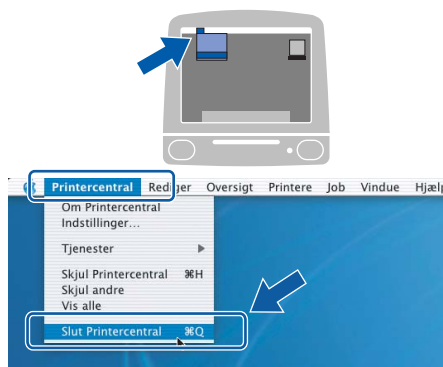 Printercentral Rediger Oversigt Printere Job Vindue Hjælp
Om Printercentral
Indstillinger...
Tjenester
Skjul Printercentral ⌘H
Skjul andre
Vis alle
Slut Printercentral ⌘Q